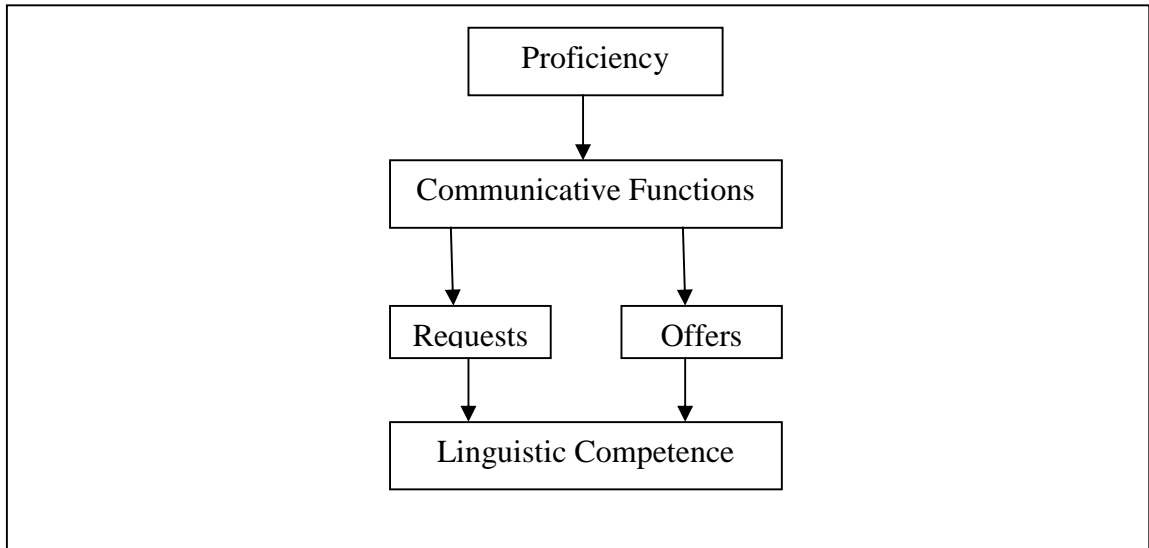 Proficiency
Communicative Functions
Requests
Offers
Linguistic Competence